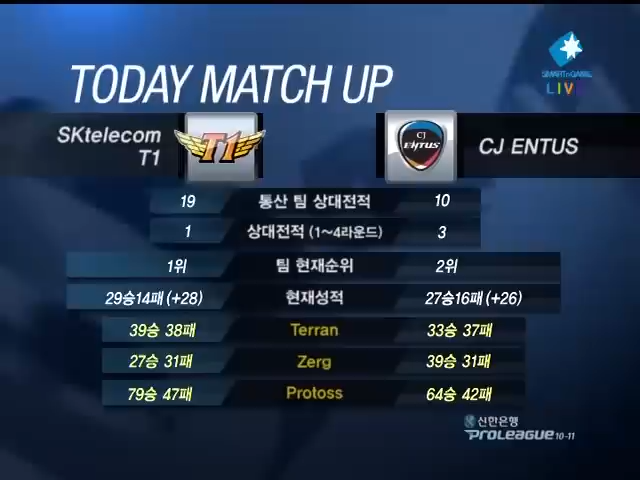 TODAY MATCH UP
SMART n GAME
LIVE
SKtelecom
T1
T1
CJ
ENTUS
CJ ENTUS
19 통산 팀 상대전적 10
1 상대전적 (1~4라운드) 3
1위 팀 현재순위 2위
29승14패 (+28) 현재성적 27승16패 (+26)
39승 38패 Terran 33승 37패
27승 31패 Zerg 39승 31패
79승 47패 Protoss 64승 42패
신한은행
PROLEAGUE 10-11